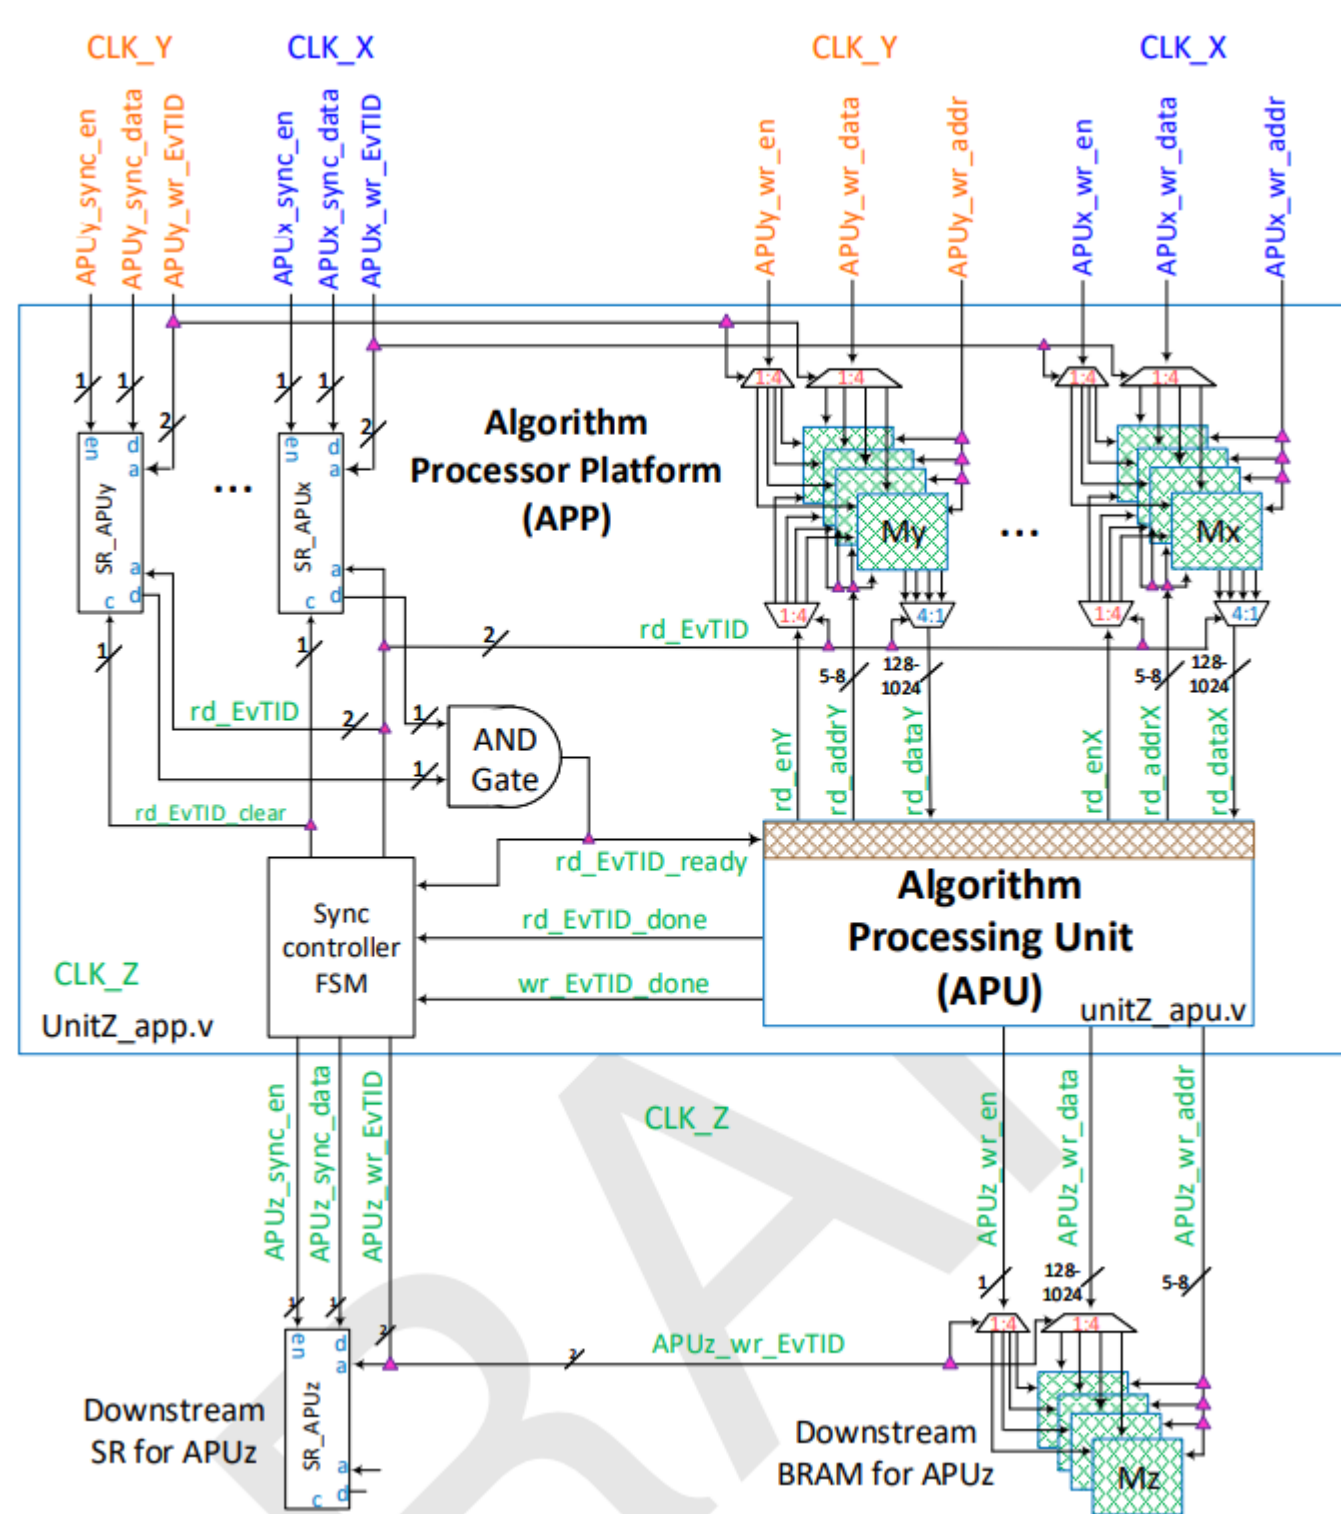 CLK_Y
CLK_X
CLK_Y
CLK_X
APUy_sync_en
APUy_sync_data
APUy_wr_EvTID
APUx_sync_en
APUx_sync_data
APUx_wr_EvTID
APUy_wr_en
APUy_wr_data
APUy_wr_addr
APUx_wr_en
APUx_wr_data
APUx_wr_addr
1
1
2
1
1
2
1:4
1:4
1:4
1:4
Algorithm
Processor Platform
(APP)
en
d
a
SR_APUy
a
d
c
...
en
d
a
SR_APUx
a
d
c
My
...
Mx
1:4
4:1
1:4
4:1
rd_EvTID
2
1
1
5-8
128-
1024
5-8
128-
1024
rd_EvTID
2
1
1
AND
Gate
rd_enY
rd_addrY
rd_dataY
rd_enX
rd_addrX
rd_dataX
rd_EvTID_clear
rd_EvTID_ready
rd_EvTID_done
wr_EvTID_done
Sync
controller
FSM
Algorithm
Processing Unit
(APU)
unitZ_apu.v
CLK_Z
UnitZ_app.v
CLK_Z
APUz_sync_en
APUz_sync_data
APUz_wr_EvTID
APUz_wr_en
APUz_wr_data
APUz_wr_addr
1
1
2
1
128-
1024
5-8
1:4
1:4
APUz_wr_EvTID
2
en
d
a
SR_APUz
a
d
c
Downstream
SR for APUz
Downstream
BRAM for APUz
Mz